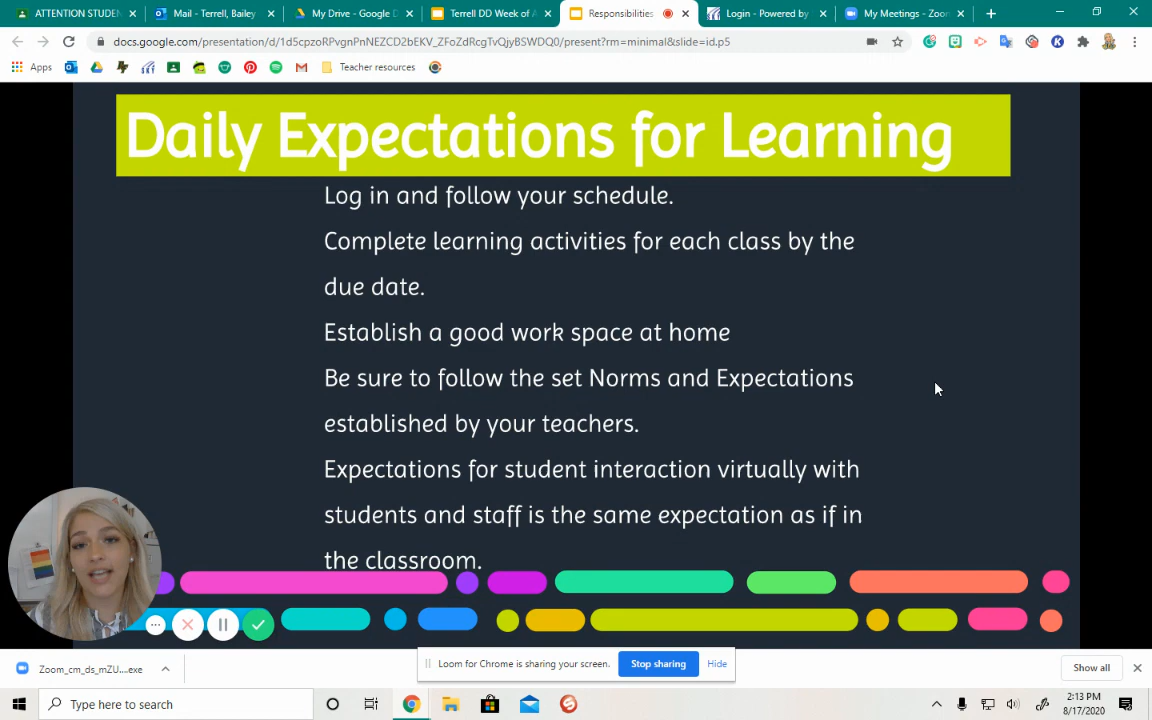 ATTENTION STUDEN
Mail - Terrell, Bailey
My Drive - Google D
Terrell DD Week of A
Responsibilities
Login - Powered by
My Meetings - Zoom
docs.google.com/presentation/d/1d5cpzoRPvgnPnNEZCD2bEKV_ZFoZdRcgTvQjyBSWDQ0/present?rm=minimal&slide=id.p5
Apps
Teacher resources
Daily Expectations for Learning
Log in and follow your schedule.
Complete learning activities for each class by the
due date.
Establish a good work space at home
Be sure to follow the set Norms and Expectations
established by your teachers.
Expectations for student interaction virtually with
students and staff is the same expectation as if in
the classroom.
Zoom_cm_ds_mZU....exe
Loom for Chrome is sharing your screen.
Stop sharing
Hide
Show all
Type here to search
2:13 PM
8/17/2020